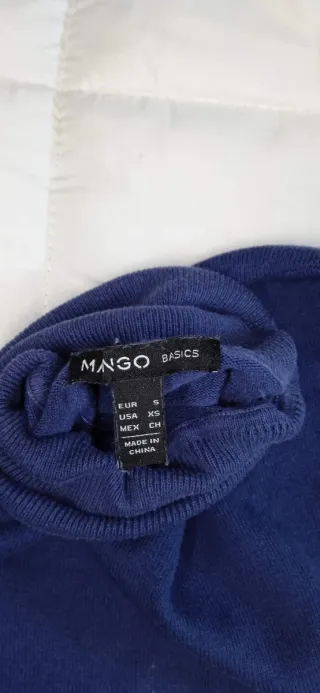 MANGO BASICS
EUR S
USA XS
MEX CH
MADE IN
CHINA